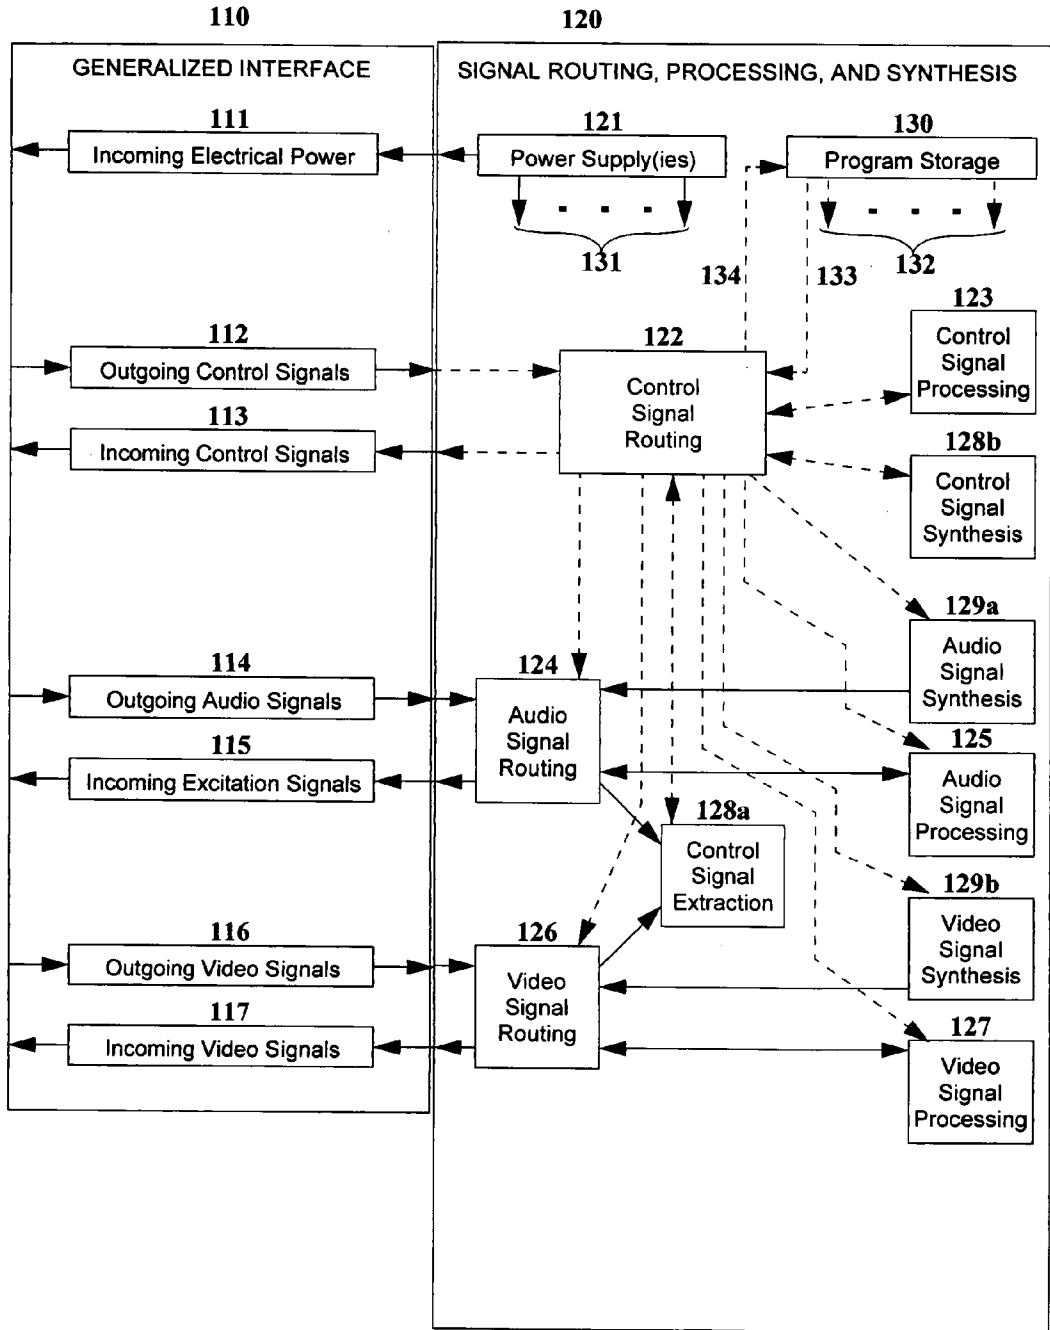 110
120
GENERALIZED INTERFACE
SIGNAL ROUTING, PROCESSING, AND SYNTHESIS
111
Incoming Electrical Power
121
Power Supply(ies)
130
Program Storage
131
134
133
132
112
Outgoing Control Signals
122
Control
Signal
Routing
123
Control
Signal
Processing
113
Incoming Control Signals
128b
Control
Signal
Synthesis
129a
Audio
Signal
Synthesis
114
Outgoing Audio Signals
124
Audio
Signal
Routing
115
Incoming Excitation Signals
125
Audio
Signal
Processing
128a
Control
Signal
Extraction
129b
Video
Signal
Synthesis
116
Outgoing Video Signals
126
Video
Signal
Routing
117
Incoming Video Signals
127
Video
Signal
Processing